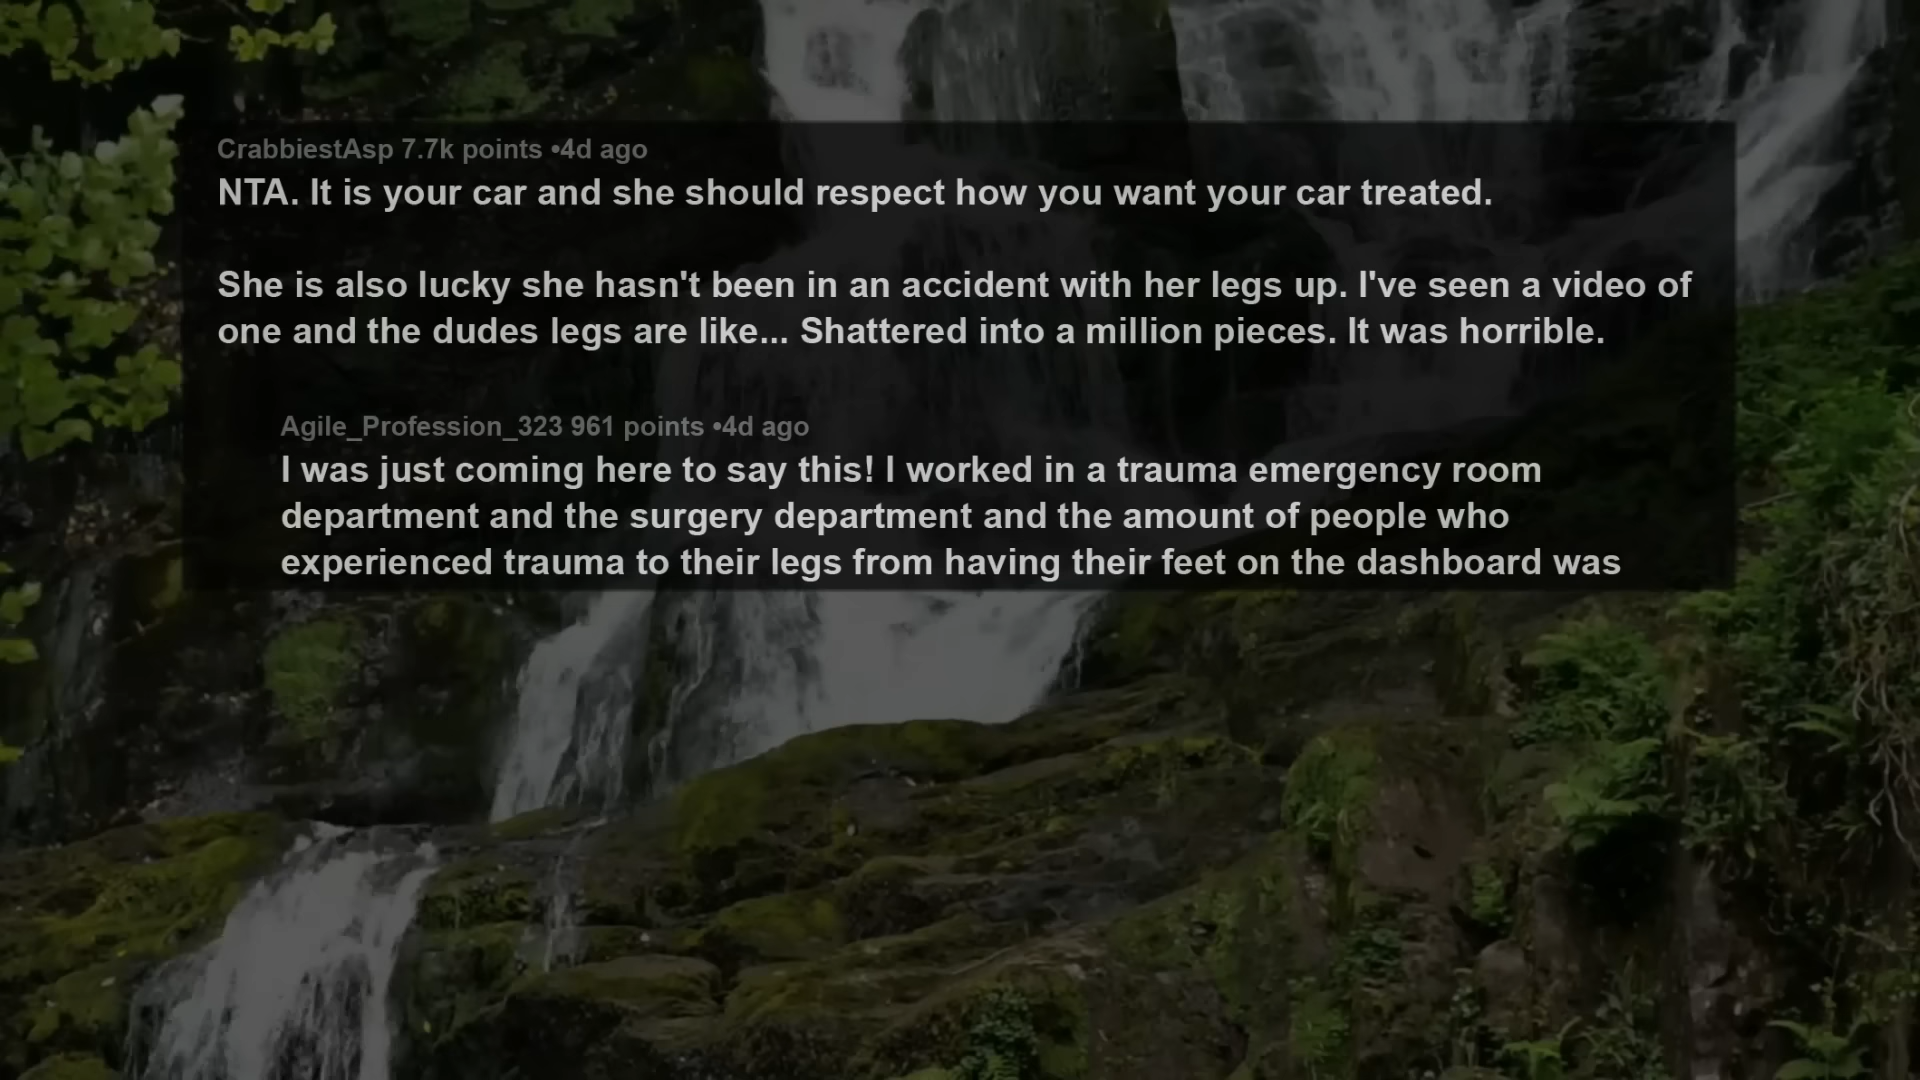 CrabbiestAsp 7.7k points •4d ago
NTA. It is your car and she should respect how you want your car treated.
She is also lucky she hasn't been in an accident with her legs up. I've seen a video of
one and the dudes legs are like... Shattered into a million pieces. It was horrible.
Agile_Profession_323 961 points •4d ago
I was just coming here to say this! I worked in a trauma emergency room
department and the surgery department and the amount of people who
experienced trauma to their legs from having their feet on the dashboard was